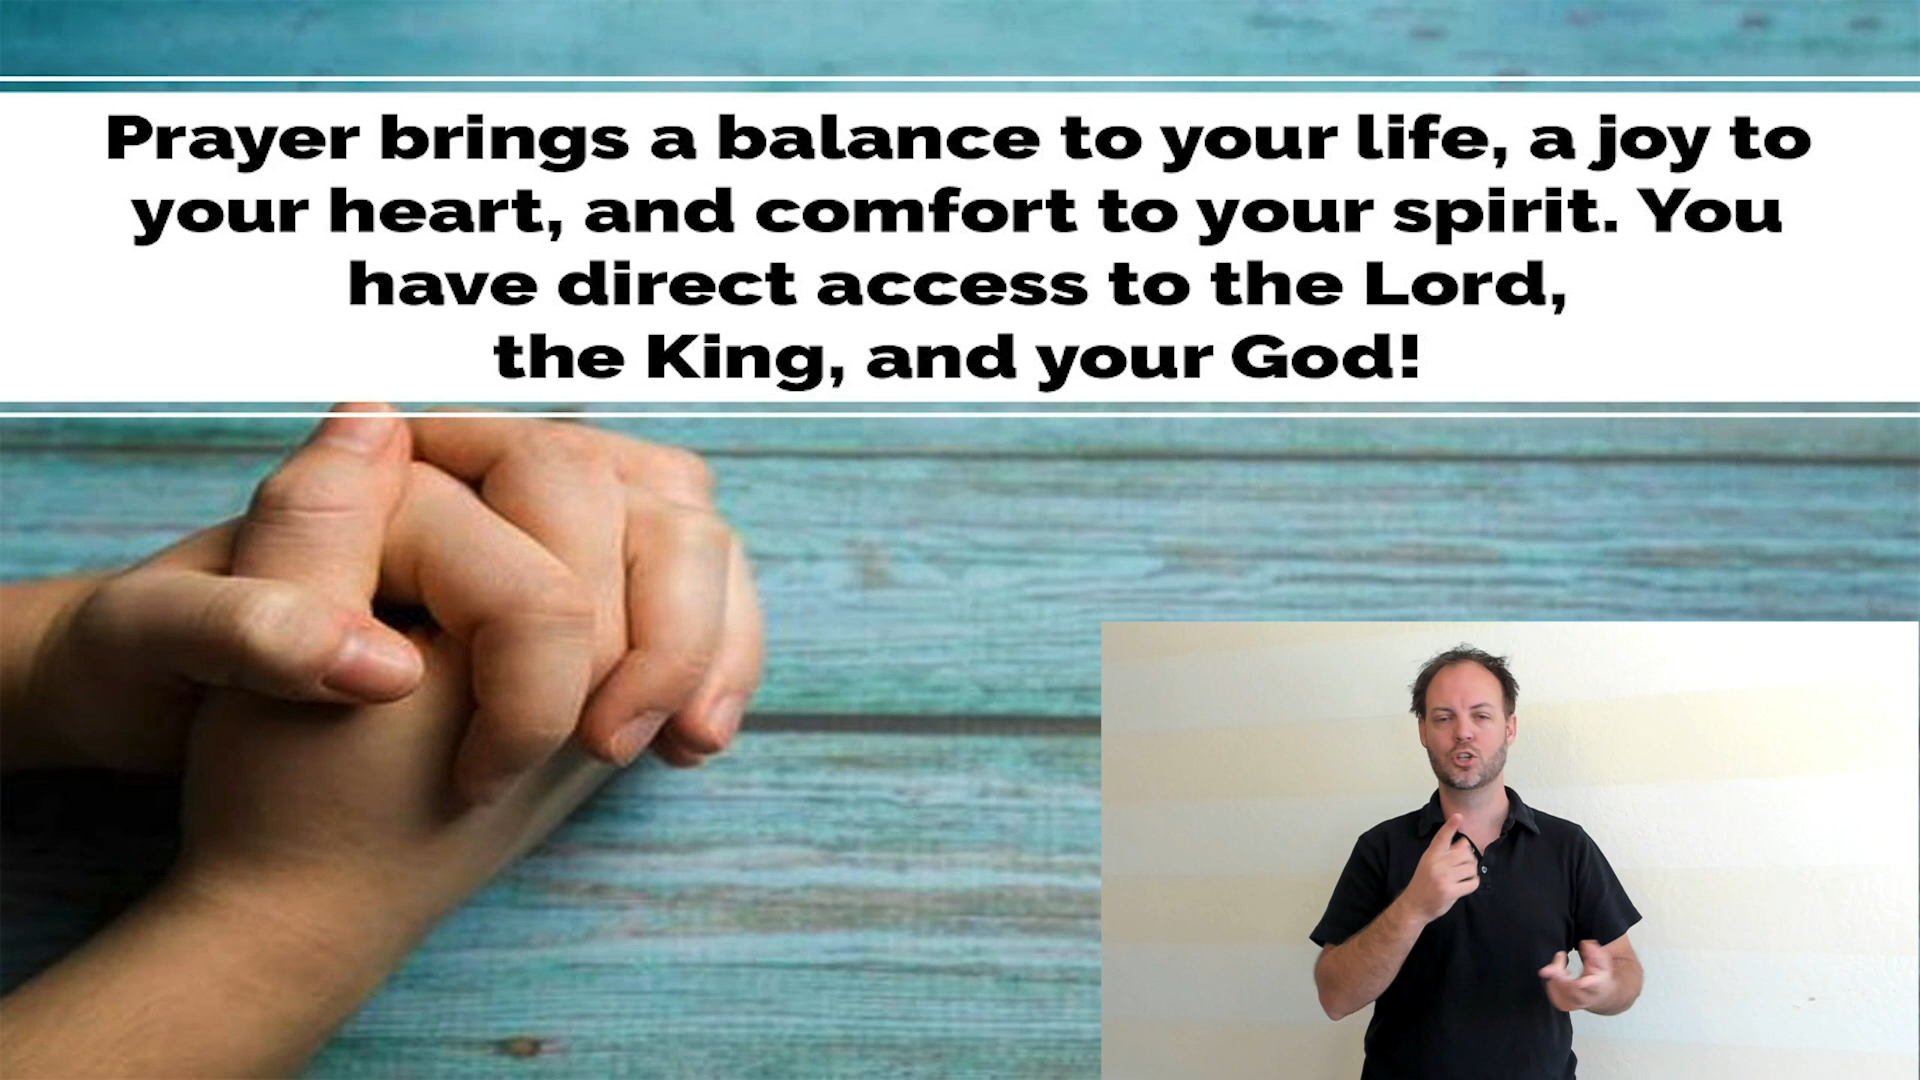 Prayer brings a balance to your life, a joy to
your heart, and comfort to your spirit. You
have direct access to the Lord,
the King, and your God!